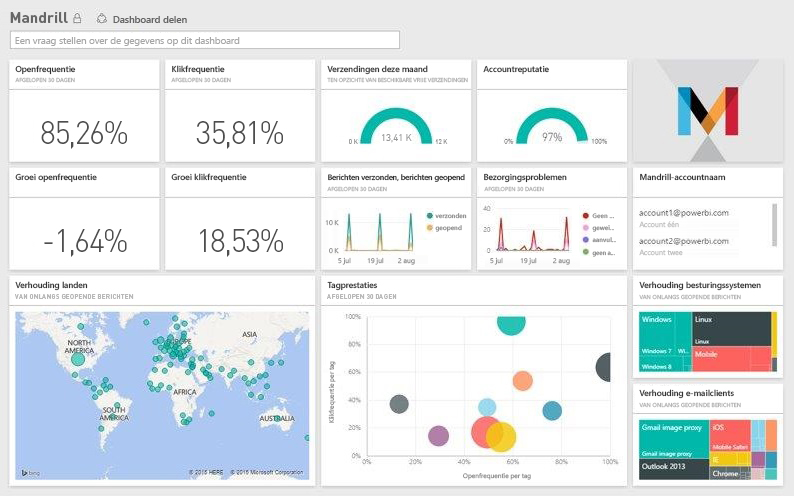 Mandrill
Dashboard delen
Een vraag stellen over de gegevens op dit dashboard
Openfrequentie
AFGELOPEN 30 DAGEN
85,26%
Klikfrequentie
AFGELOPEN 30 DAGEN
35,81%
Verzendingen deze maand
TEN OPZICHTE VAN BESCHIKBARE VRIJE VERZENDINGEN
13,41 K
0 K
12 K
Accountreputatie
AFGELOPEN 30 DAGEN
97%
0%
100%
Groei openfrequentie
-1,64%
Groei klikfrequentie
18,53%
Berichten verzonden, berichten geopend
AFGELOPEN 30 DAGEN
10 K
0 K
5 jul 19 jul 2 aug
verzonden
geopend
Bezorgingsproblemen
AFGELOPEN 30 DAGEN
40
20
0
5 jul 19 jul 2 aug
Geen ...
gewei...
aanvul...
geen a...
Mandrill-accountnaam
account1@powerbi.com
Account één
account2@powerbi.com
Account twee
Verhouding landen
VAN ONLANGS GEOPENDE BERICHTEN
NORTH
AMERICA
EUROPE
ASIA
AFRICA
SOUTH
AMERICA
AUSTRALIA
bing
© 2015 HERE © 2015 Microsoft Corporation
Tagprestaties
AFGELOPEN 30 DAGEN
Klikfrequentie per tag
100%
80%
60%
40%
20%
0%
0% 20% 40% 60% 80% 100%
Openfrequentie per tag
Verhouding besturingssystemen
VAN ONLANGS GEOPENDE BERICHTEN
Windows
Windows 7
Wi...
Windows 8
Linux
Linux
Mobile
Verhouding e-mailclients
VAN ONLANGS GEOPENDE BERICHTEN
Gmail image proxy
Gmail image proxy
Outlook 2013
iOS
Mobile Safari
IE
Chrome